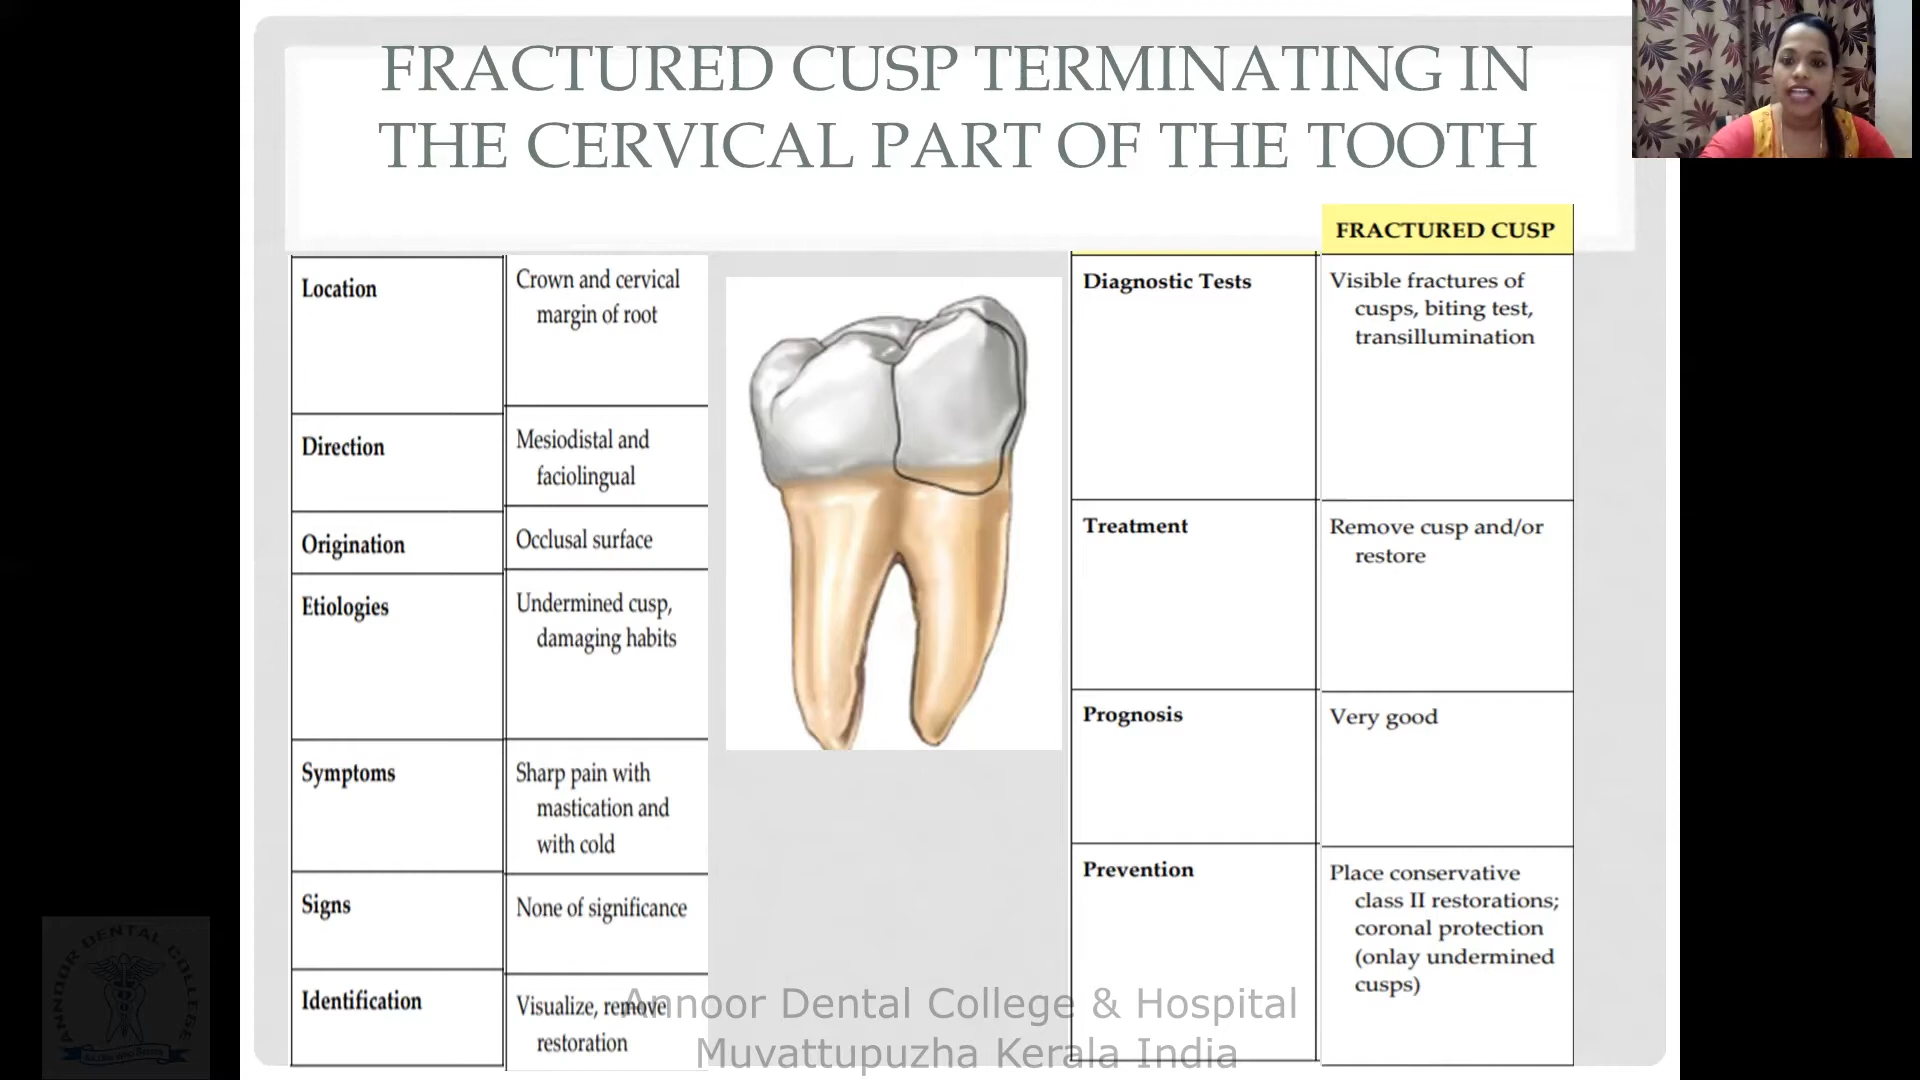 FRACTURED CUSP TERMINATING IN
THE CERVICAL PART OF THE TOOTH
Location
Crown and cervical
margin of root
Direction
Mesiodistal and
faciolingual
Origination
Occlusal surface
Etiologies
Undermined cusp,
damaging habits
Symptoms
Sharp pain with
mastication and
with cold
Signs
None of significance
Identification
Visualize, remove
restoration
FRACTURED CUSP
Diagnostic Tests
Visible fractures of
cusps, biting test,
transillumination
Treatment
Remove cusp and/or
restore
Prognosis
Very good
Prevention
Place conservative
class II restorations;
coronal protection
(onlay undermined
cusps)
Annoor Dental College & Hospital
Muvattupuzha Kerala India
ANNOOR DENTAL COLLEGE